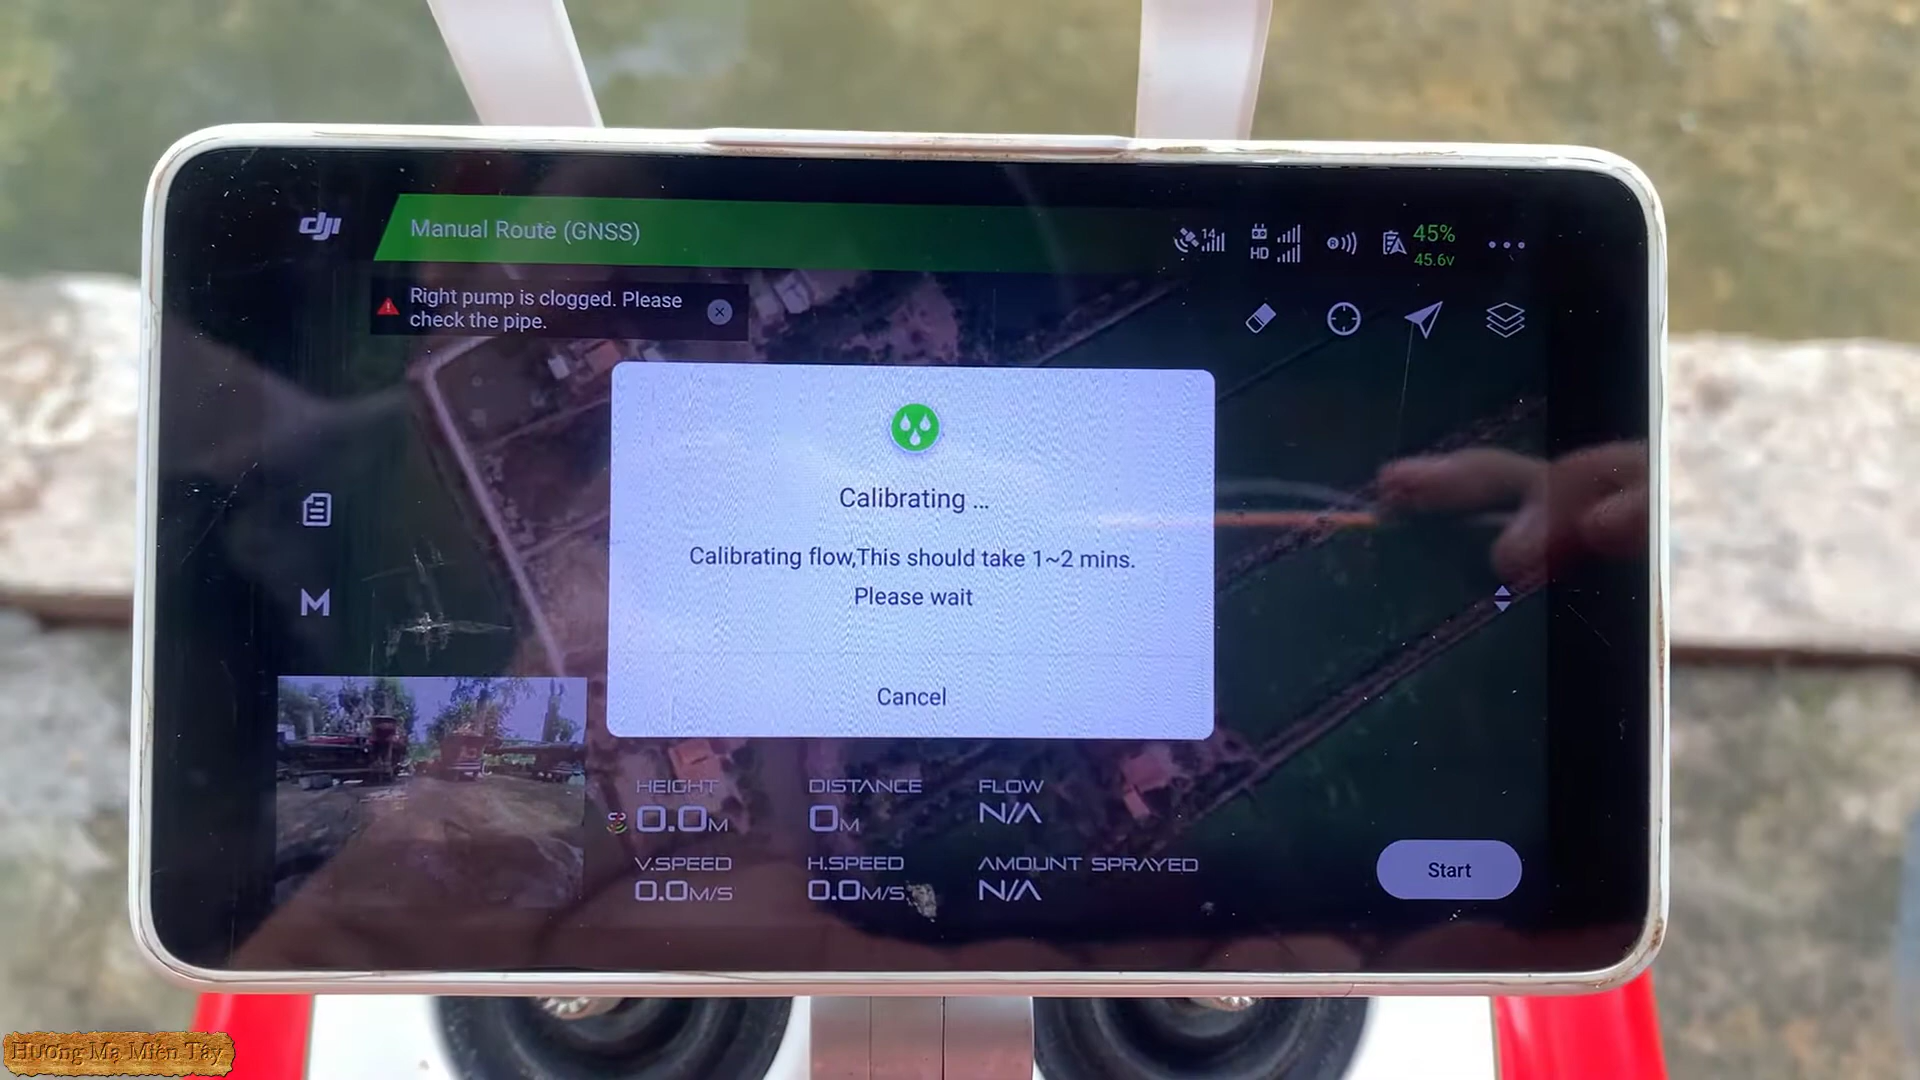 dji
Manual Route (GNSS)
14
HD
45%
45.6v
Right pump is clogged. Please
check the pipe.
Calibrating ...
Calibrating flow,This should take 1~2 mins.
Please wait
Cancel
M
HEIGHT
0.0M
DISTANCE
0M
FLOW
N/A
V.SPEED
0.0M/S
H.SPEED
0.0M/S
AMOUNT SPRAYED
N/A
Start
Hương Mạ Miền Tây